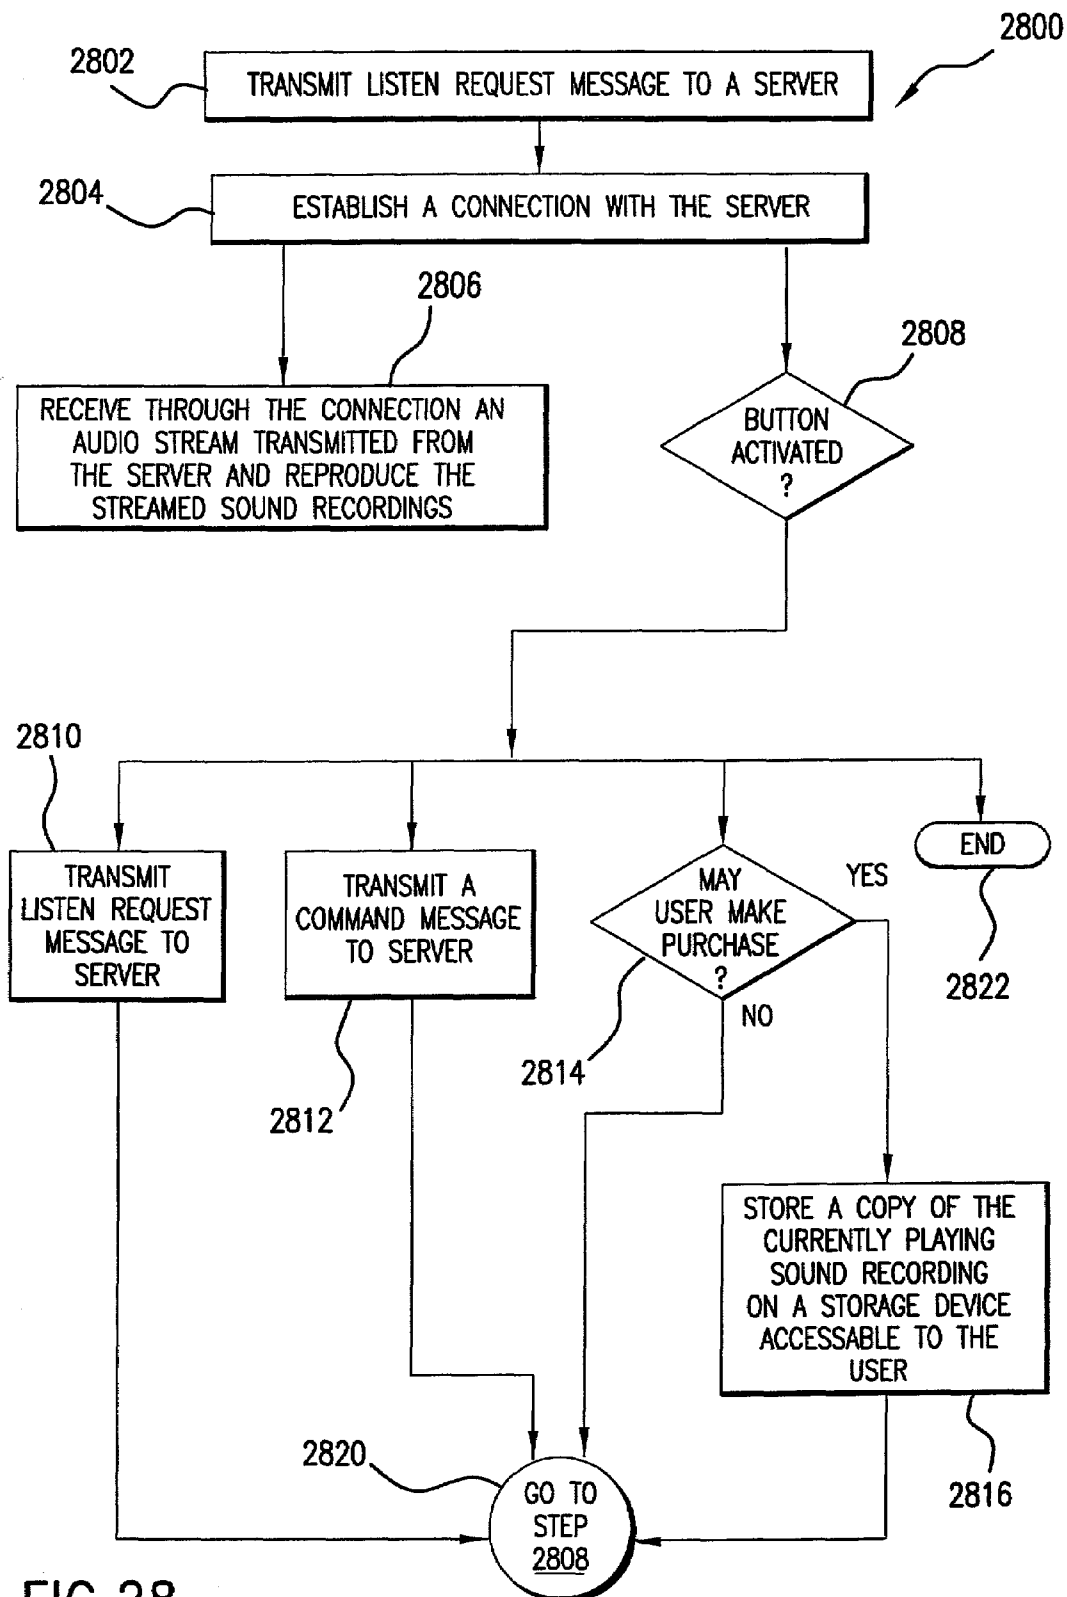 2800
2802
TRANSMIT LISTEN REQUEST MESSAGE TO A SERVER
2804
ESTABLISH A CONNECTION WITH THE SERVER
2806
2808
RECEIVE THROUGH THE CONNECTION AN
AUDIO STREAM TRANSMITTED FROM
THE SERVER AND REPRODUCE THE
STREAMED SOUND RECORDINGS
BUTTON
ACTIVATED
?
2810
TRANSMIT
LISTEN REQUEST
MESSAGE TO
SERVER
TRANSMIT A
COMMAND MESSAGE
TO SERVER
2812
MAY
USER MAKE
PURCHASE
?
YES
NO
2814
END
2822
STORE A COPY OF THE
CURRENTLY PLAYING
SOUND RECORDING
ON A STORAGE DEVICE
ACCESSABLE TO THE
USER
2816
2820
GO TO
STEP
2808
FIG.28